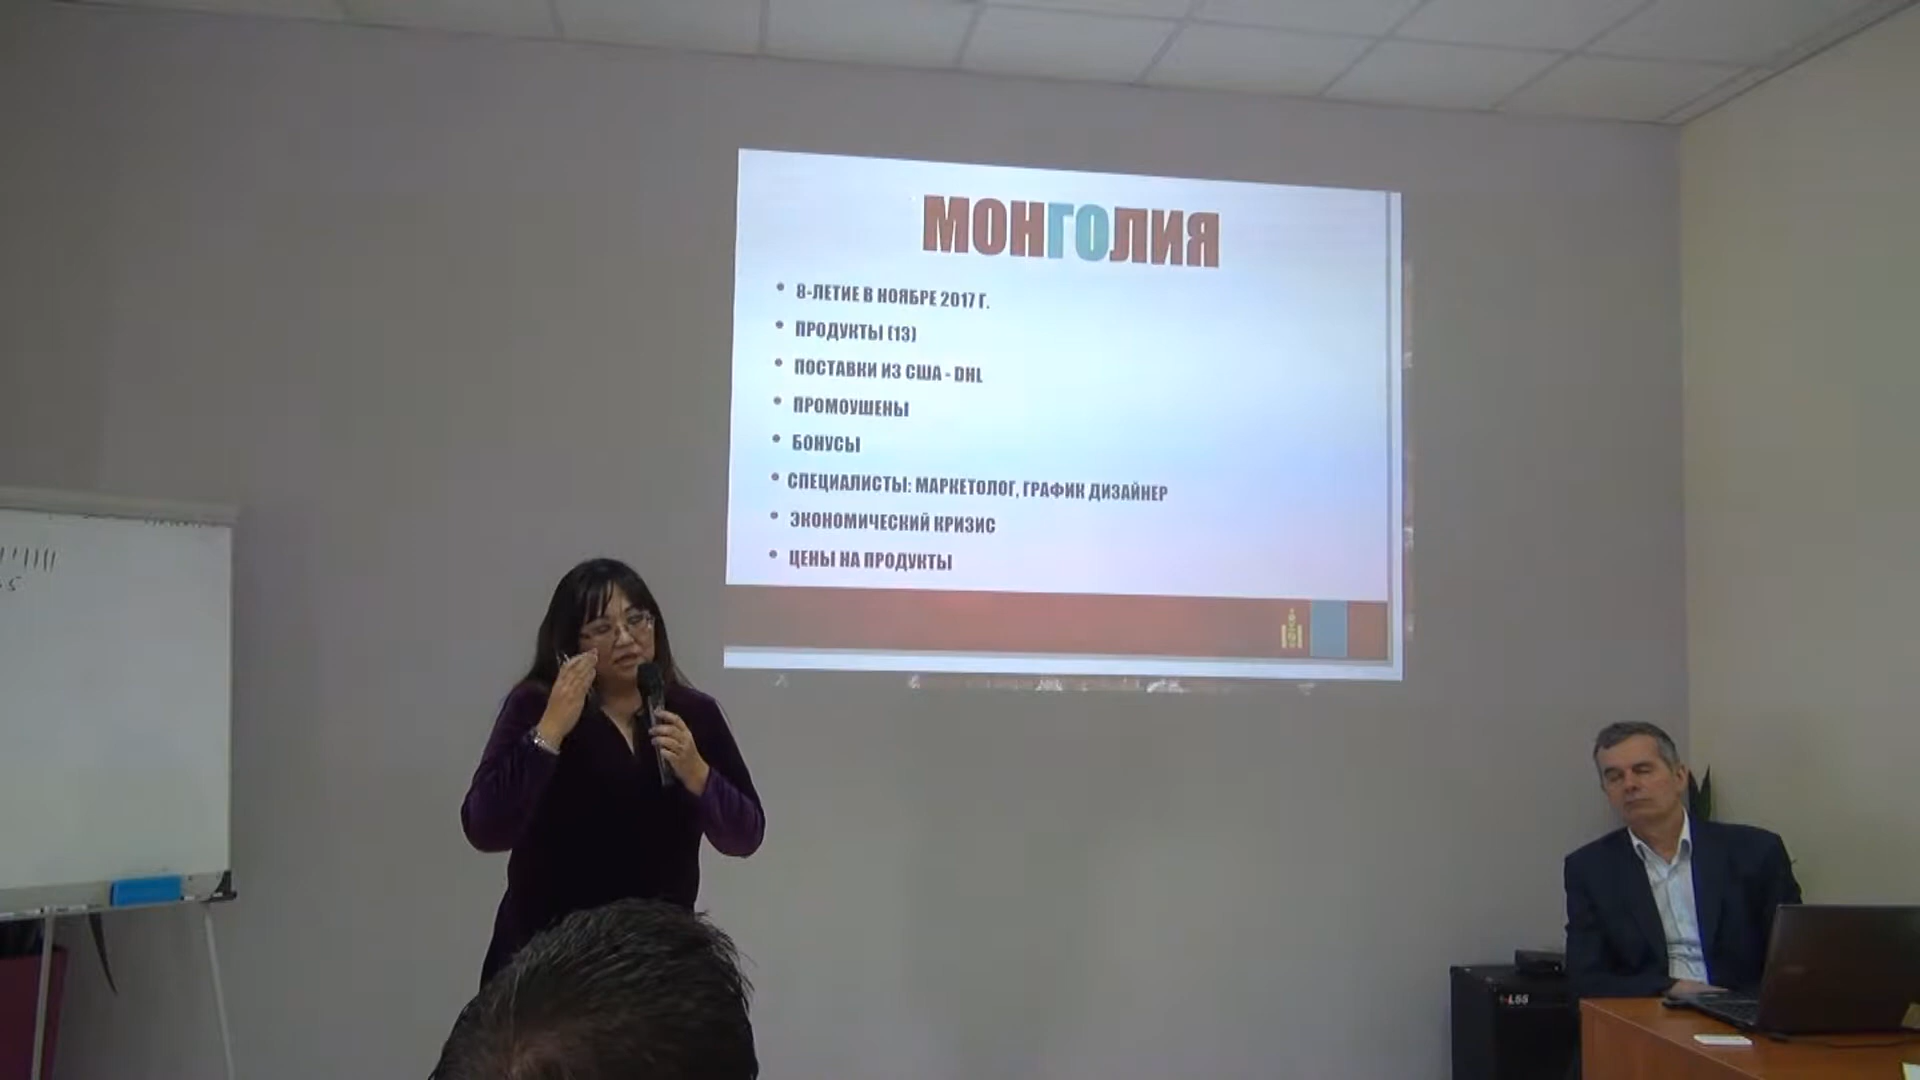 МОНГОЛИЯ
8-ЛЕТИЕ В НОЯБРЕ 2017 Г.
ПРОДУКТЫ (13)
ПОСТАВКИ ИЗ США - DHL
ПРОМОУШЕНЫ
БОНУСЫ
СПЕЦИАЛИСТЫ: МАРКЕТОЛОГ, ГРАФИК ДИЗАЙНЕР
ЭКОНОМИЧЕСКИЙ КРИЗИС
ЦЕНЫ НА ПРОДУКТЫ